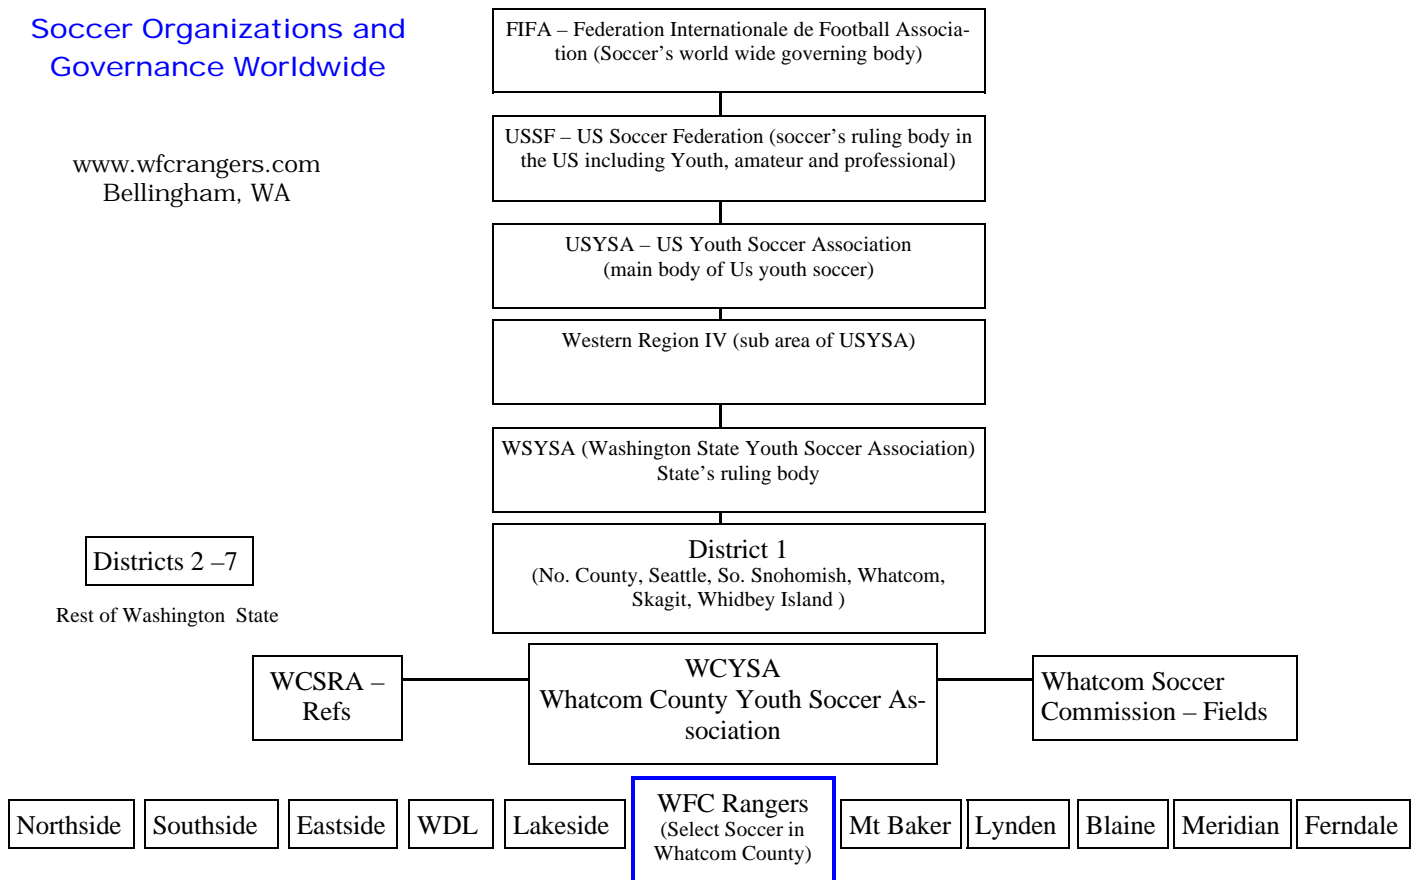 Soccer Organizations and
Governance Worldwide
www.wfcrangers.com
Bellingham, WA
FIFA – Federation Internationale de Football Associa-
tion (Soccer’s world wide governing body)
USSF – US Soccer Federation (soccer’s ruling body in
the US including Youth, amateur and professional)
USYSA – US Youth Soccer Association
(main body of Us youth soccer)
Western Region IV (sub area of USYSA)
WSYSA (Washington State Youth Soccer Association)
State’s ruling body
Districts 2 –7
Rest of Washington State
District 1
(No. County, Seattle, So. Snohomish, Whatcom,
Skagit, Whidbey Island )
WCSRA –
Refs
WCYSA
Whatcom County Youth Soccer As-
sociation
Whatcom Soccer
Commission – Fields
Northside
Southside
Eastside
WDL
Lakeside
WFC Rangers
(Select Soccer in
Whatcom County)
Mt Baker
Lynden
Blaine
Meridian
Ferndale